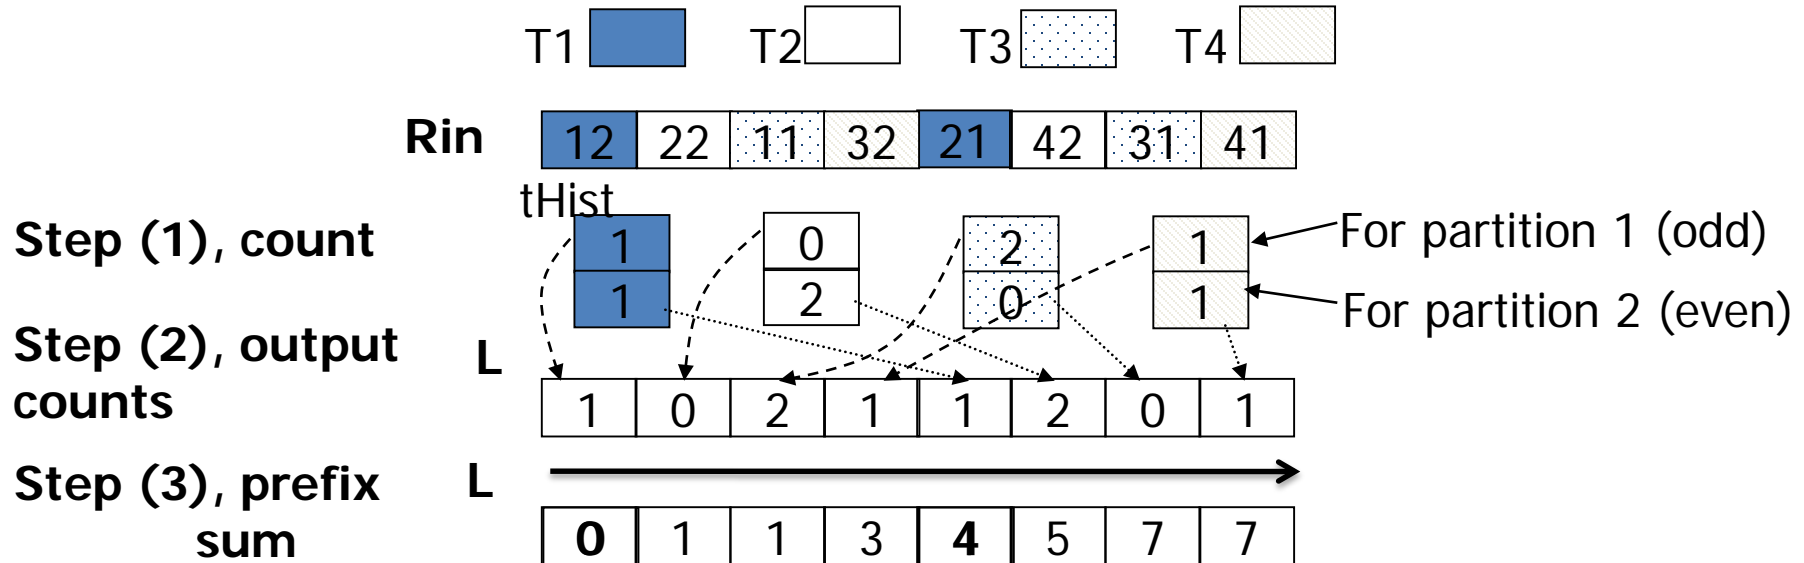 T1 T2 T3 T4
Rin 12 22 11 32 21 42 31 41
tHist
Step (1), count 1 0 2 1 For partition 1 (odd)
1 2 0 1 For partition 2 (even)
Step (2), output L
counts 1 0 2 1 1 2 0 1
Step (3), prefix L
sum 0 1 1 3 4 5 7 7